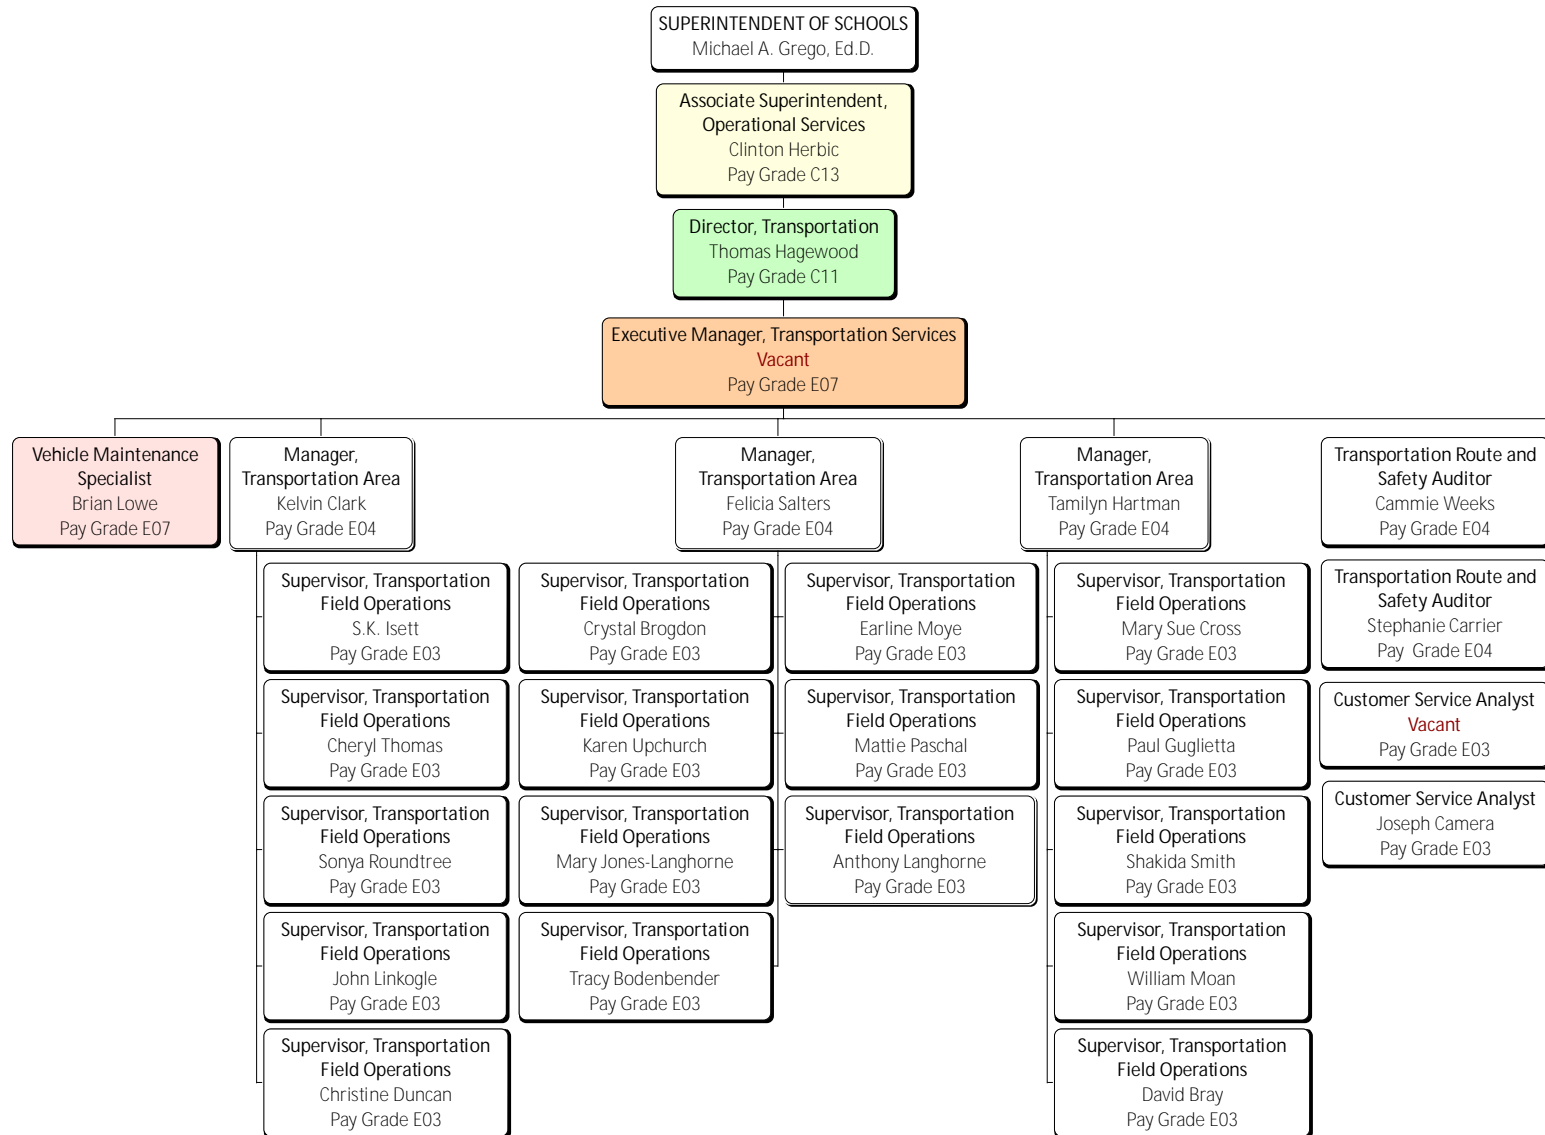 SUPERINTENDENT OF SCHOOLS
Michael A. Grego, Ed.D.
Associate Superintendent,
Operational Services
Clinton Herbic
Pay Grade C13
Director, Transportation
Thomas Hagewood
Pay Grade C11
Executive Manager, Transportation Services
Vacant
Pay Grade E07
Vehicle Maintenance
Specialist
Brian Lowe
Pay Grade E07
Manager,
Transportation Area
Kelvin Clark
Pay Grade E04
Supervisor, Transportation
Field Operations
S.K. Isett
Pay Grade E03
Supervisor, Transportation
Field Operations
Cheryl Thomas
Pay Grade E03
Supervisor, Transportation
Field Operations
Sonya Roundtree
Pay Grade E03
Supervisor, Transportation
Field Operations
John Linkogle
Pay Grade E03
Supervisor, Transportation
Field Operations
Christine Duncan
Pay Grade E03
Manager,
Transportation Area
Felicia Salters
Pay Grade E04
Supervisor, Transportation
Field Operations
Crystal Brogdon
Pay Grade E03
Supervisor, Transportation
Field Operations
Karen Upchurch
Pay Grade E03
Supervisor, Transportation
Field Operations
Mary Jones-Langhorne
Pay Grade E03
Supervisor, Transportation
Field Operations
Tracy Bodenbender
Pay Grade E03
Supervisor, Transportation
Field Operations
Earline Moye
Pay Grade E03
Supervisor, Transportation
Field Operations
Mattie Paschal
Pay Grade E03
Supervisor, Transportation
Field Operations
Anthony Langhorne
Pay Grade E03
Manager,
Transportation Area
Tamilyn Hartman
Pay Grade E04
Supervisor, Transportation
Field Operations
Mary Sue Cross
Pay Grade E03
Supervisor, Transportation
Field Operations
Paul Guglietta
Pay Grade E03
Supervisor, Transportation
Field Operations
Shakida Smith
Pay Grade E03
Supervisor, Transportation
Field Operations
William Moan
Pay Grade E03
Supervisor, Transportation
Field Operations
David Bray
Pay Grade E03
Transportation Route and
Safety Auditor
Cammie Weeks
Pay Grade E04
Transportation Route and
Safety Auditor
Stephanie Carrier
Pay Grade E04
Customer Service Analyst
Vacant
Pay Grade E03
Customer Service Analyst
Joseph Camera
Pay Grade E03